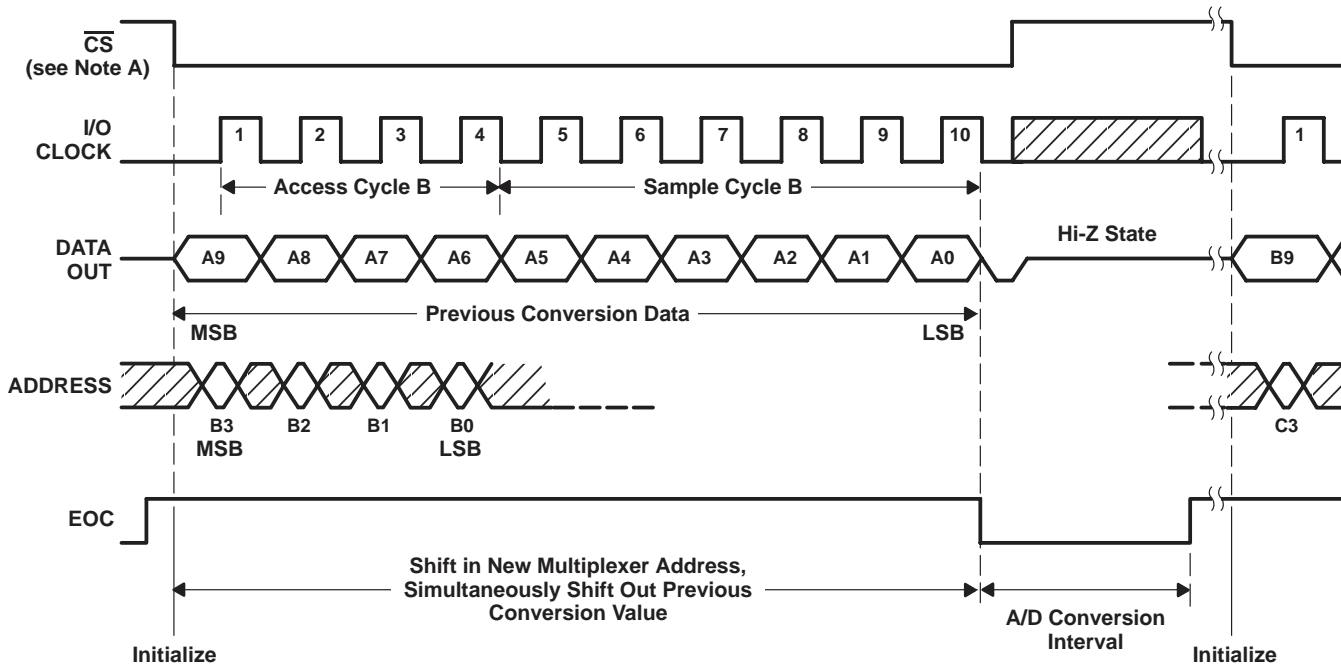 CS
(see Note A)
I/O
CLOCK
1 2 3 4 5 6 7 8 9 10 1
Access Cycle B Sample Cycle B
DATA
OUT
A9 A8 A7 A6 A5 A4 A3 A2 A1 A0 Hi-Z State B9
Previous Conversion Data
MSB LSB
ADDRESS
B3 B2 B1 B0 C3
MSB LSB
EOC
Shift in New Multiplexer Address,
Simultaneously Shift Out Previous
Conversion Value
A/D Conversion
Interval
Initialize Initialize